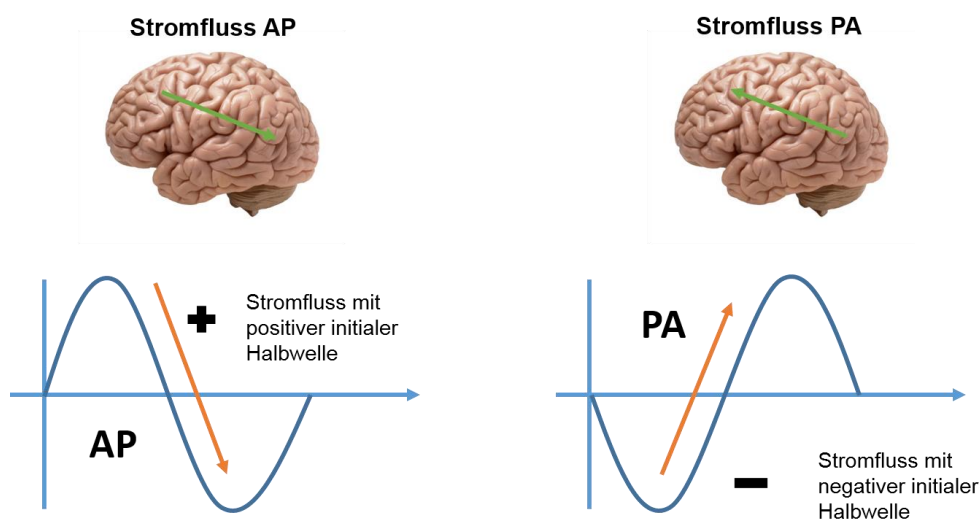 Stromfluss AP
Stromfluss PA
+
Stromfluss mit
positiver initialer
Halbwelle
AP
PA
-
Stromfluss mit
negativer initialer
Halbwelle